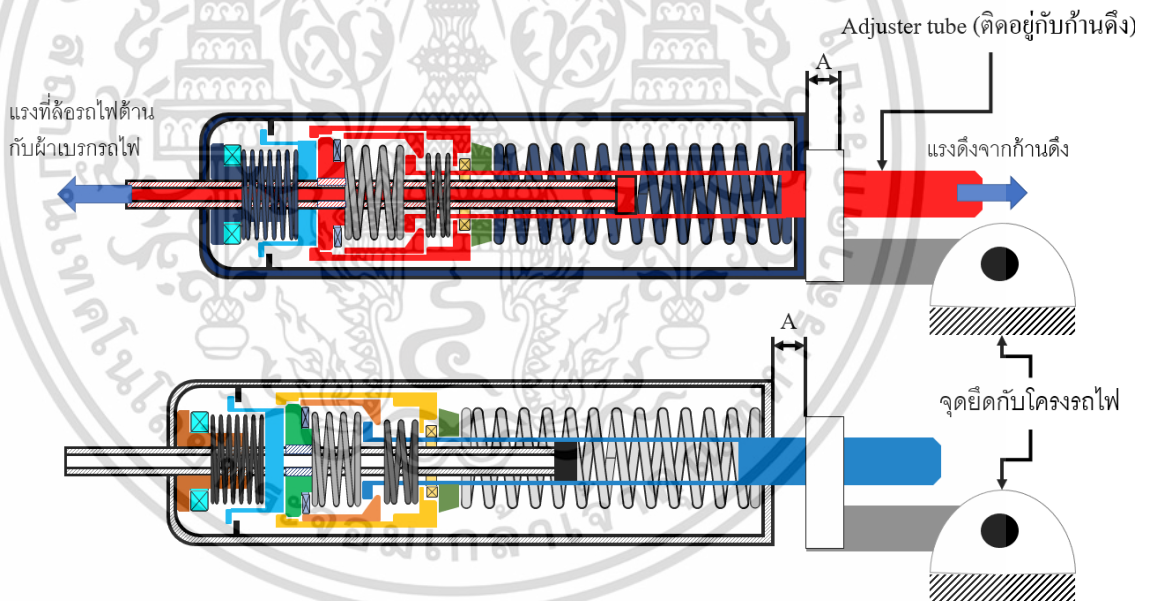 Adjuster tube (ติดอยู่กับก้านดึง)
A
แรงที่ล้อรถไฟต้าน
กับผ้าเบรกรถไฟ
แรงดึงจากก้านดึง
A
จุดยึดกับโครงรถไฟ